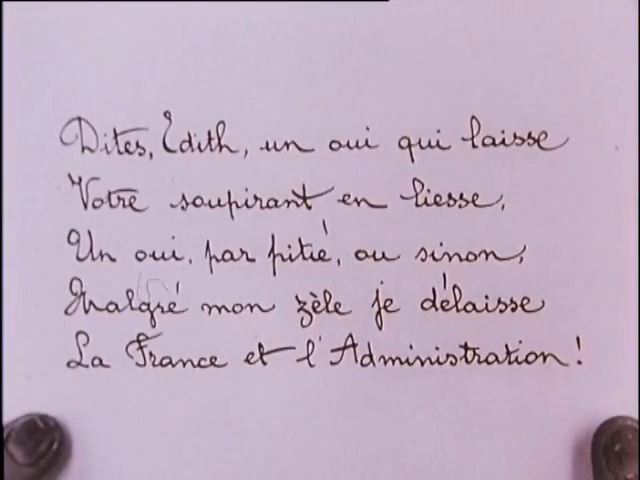 Dites, Edith, un oui qui laisse
Votre soupirant en liesse,
Un oui, par pitié, ou sinon,
Malgré mon zèle je délaisse
La France et l'Administration !